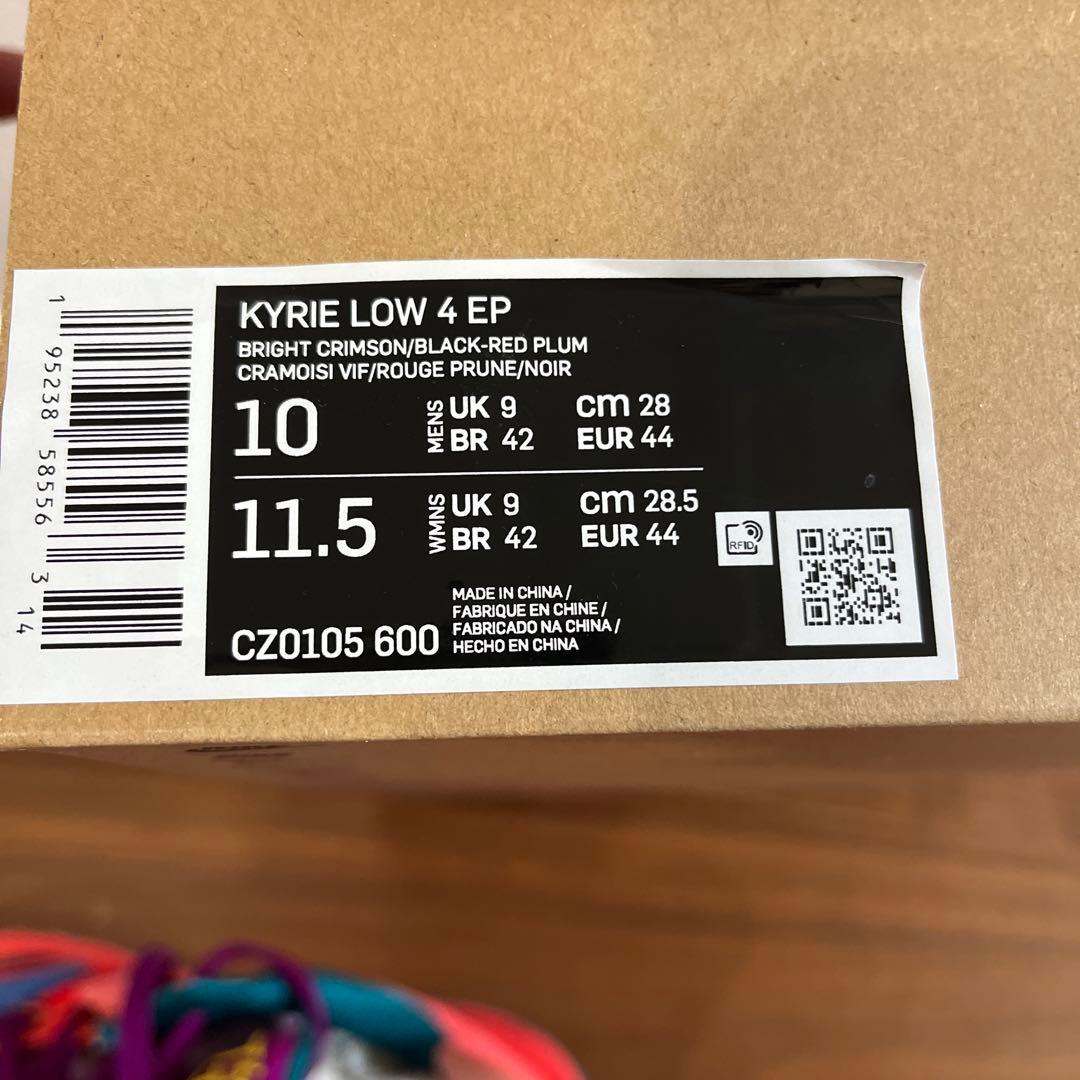 KYRIE LOW 4 EP
BRIGHT CRIMSON/BLACK-RED PLUM
CRAMOISI VIF/ROUGE PRUNE/NOIR
10 MENS UK 9 cm 28
BR 42 EUR 44
11.5 WMNS UK 9 cm 28.5
BR 42 EUR 44
RFID
CZ0105 600
MADE IN CHINA /
FABRIQUE EN CHINE /
FABRICADO NA CHINA /
HECHO EN CHINA
1 95238 58556 3 14